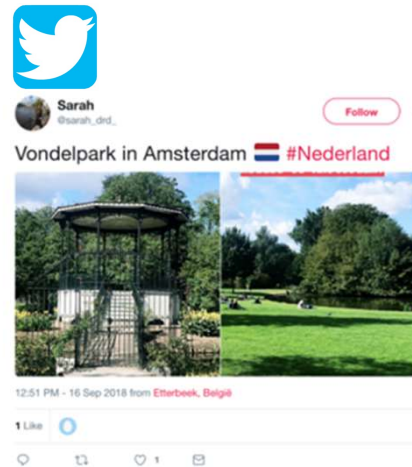 Sarah
@sarah_drd_
Follow
Vondelpark in Amsterdam #Nederland
12:51 PM - 16 Sep 2018 from Etterbeek, België
1 Like
1